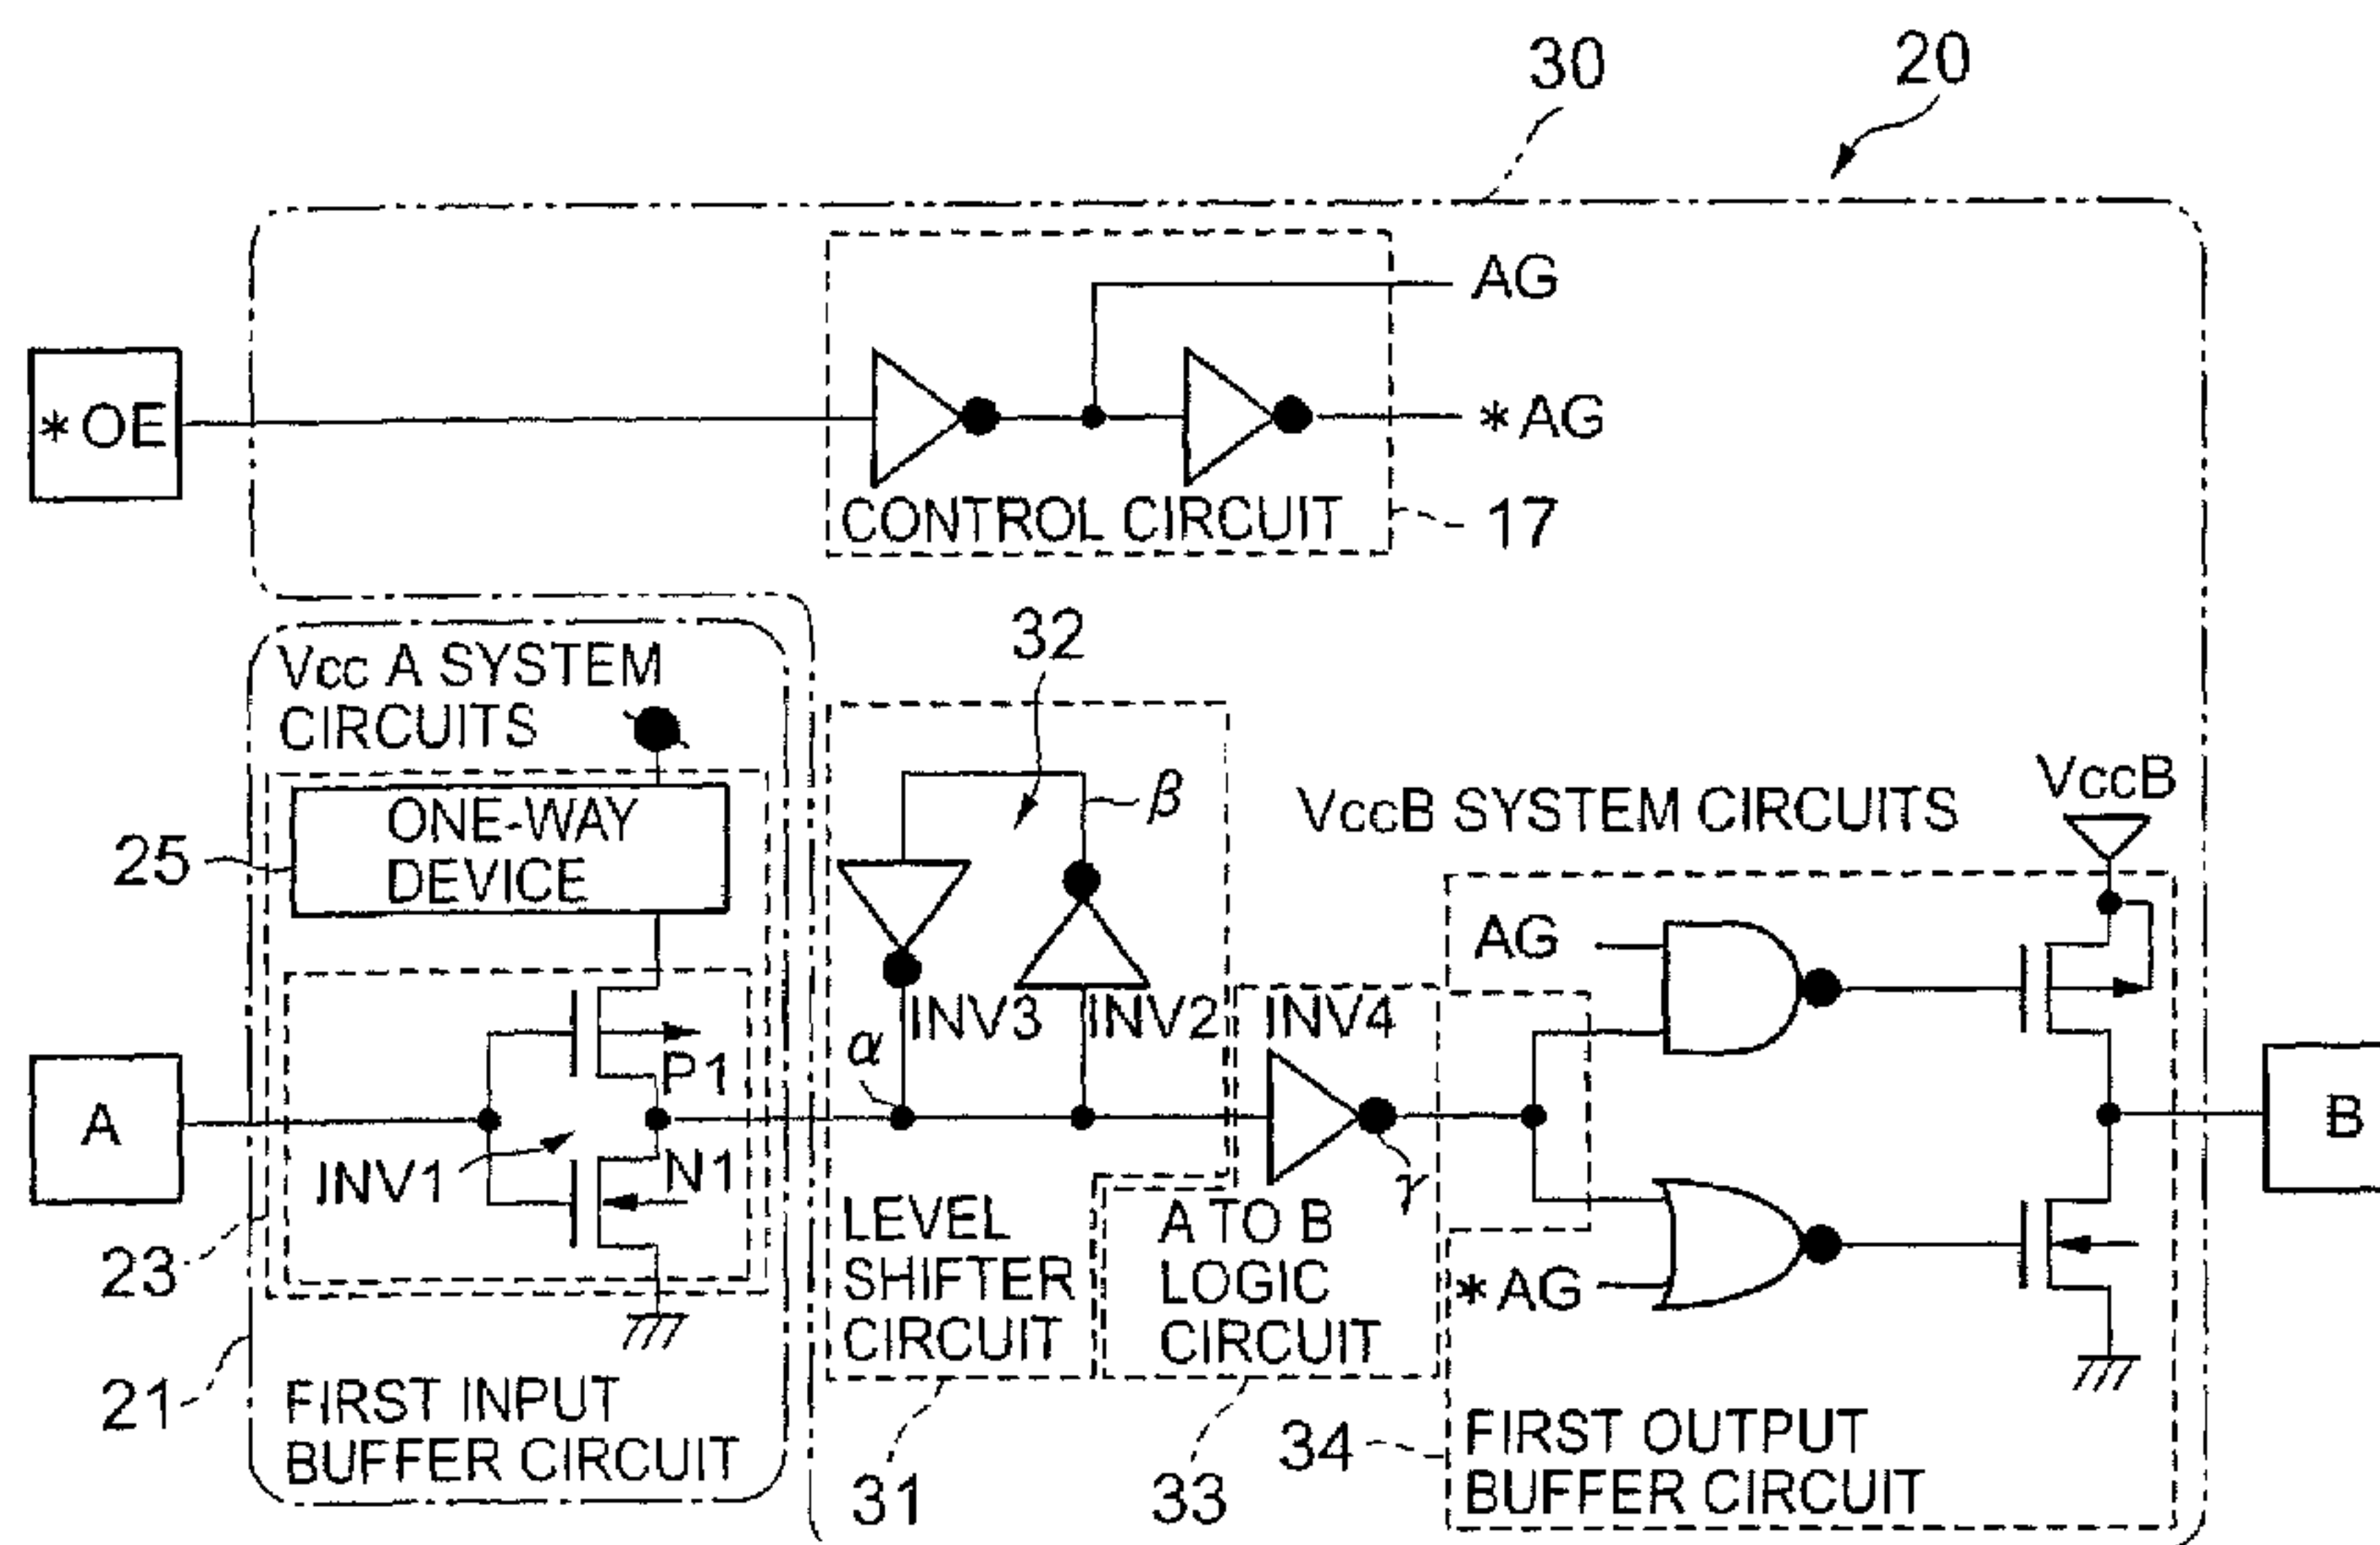 30
20
AG
*OE
*AG
CONTROL CIRCUIT
17
Vcc A SYSTEM
CIRCUITS
32
β
VccB SYSTEM CIRCUITS
VccB
25
ONE-WAY
DEVICE
AG
INV3
INV2
INV4
α
P1
A
B
INV1
N1
γ
23
LEVEL
SHIFTER
CIRCUIT
A TO B
LOGIC
CIRCUIT
*AG
21
FIRST INPUT
BUFFER CIRCUIT
31
33
34
FIRST OUTPUT
BUFFER CIRCUIT